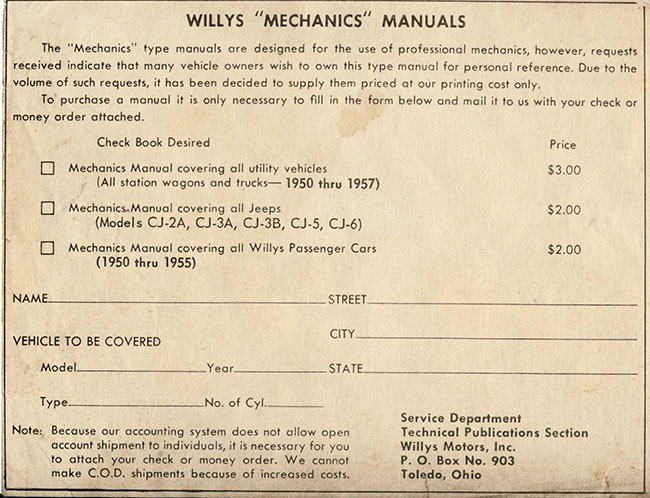 WILLYS "MECHANICS" MANUALS
The "Mechanics" type manuals are designed for the use of professional mechanics, however, requests
received indicate that many vehicle owners wish to own this type manual for personal reference. Due to the
volume of such requests, it has been decided to supply them priced at our printing cost only.
To purchase a manual it is only necessary to fill in the form below and mail it to us with your check or
money order attached.
Check Book Desired Price
Mechanics Manual covering all utility vehicles $3.00
(All station wagons and trucks—1950 thru 1957)
Mechanics Manual covering all Jeeps $2.00
(Models CJ-2A, CJ-3A, CJ-3B, CJ-5, CJ-6)
Mechanics Manual covering all Willys Passenger Cars $2.00
(1950 thru 1955)
NAME STREET
CITY
VEHICLE TO BE COVERED
Model Year STATE
Type No. of Cyl.
Note: Because our accounting system does not allow open
account shipment to individuals, it is necessary for you
to attach your check or money order. We cannot
make C.O.D. shipments because of increased costs.
Service Department
Technical Publications Section
Willys Motors, Inc.
P. O. Box No. 903
Toledo, Ohio